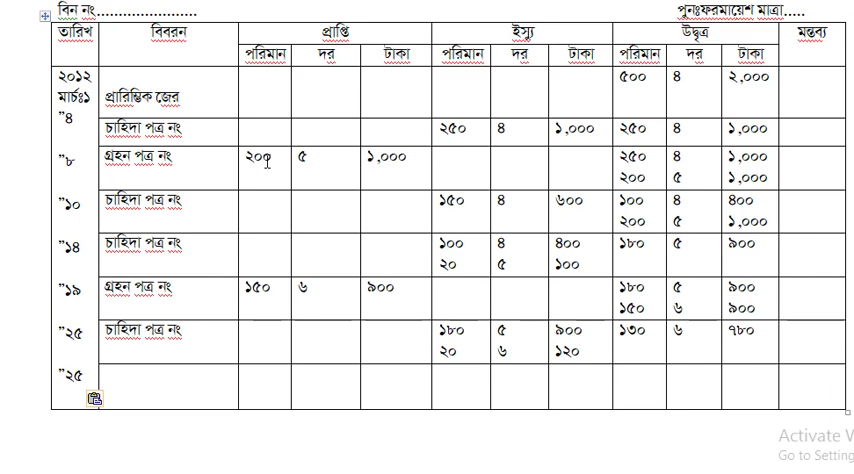 বিন নং........................ পুনঃফরমায়েশ মাত্রা.....
তারিখ বিবরন প্রাপ্তি ইস্যু উদ্বৃত্ত মন্তব্য
পরিমান দর টাকা পরিমান দর টাকা পরিমান দর টাকা
২০১২ ৫০০ ৪ ২,০০০
মার্চঃ১ প্রারিম্ভিক জের
”৪ চাহিদা পত্র নং ২৫০ ৪ ১,০০০ ২৫০ ৪ ১,০০০
”৮ গ্রহন পত্র নং ২০০ ৫ ১,০০০ ২৫০ ৪ ১,০০০
২০০ ৫ ১,০০০
”১০ চাহিদা পত্র নং ১৫০ ৪ ৬০০ ১০০ ৪ ৪০০
২০০ ৫ ১,০০০
”১৪ চাহিদা পত্র নং ১০০ ৪ ৪০০ ১৮০ ৫ ৯০০
২০ ৫ ১০০
”১৯ গ্রহন পত্র নং ১৫০ ৬ ৯০০ ১৮০ ৫ ৯০০
১৫০ ৬ ৯০০
”২৫ চাহিদা পত্র নং ১৮০ ৫ ৯০০ ১৩০ ৬ ৭৮০
২০ ৬ ১২০
”২৫
Activate
Go to Setting